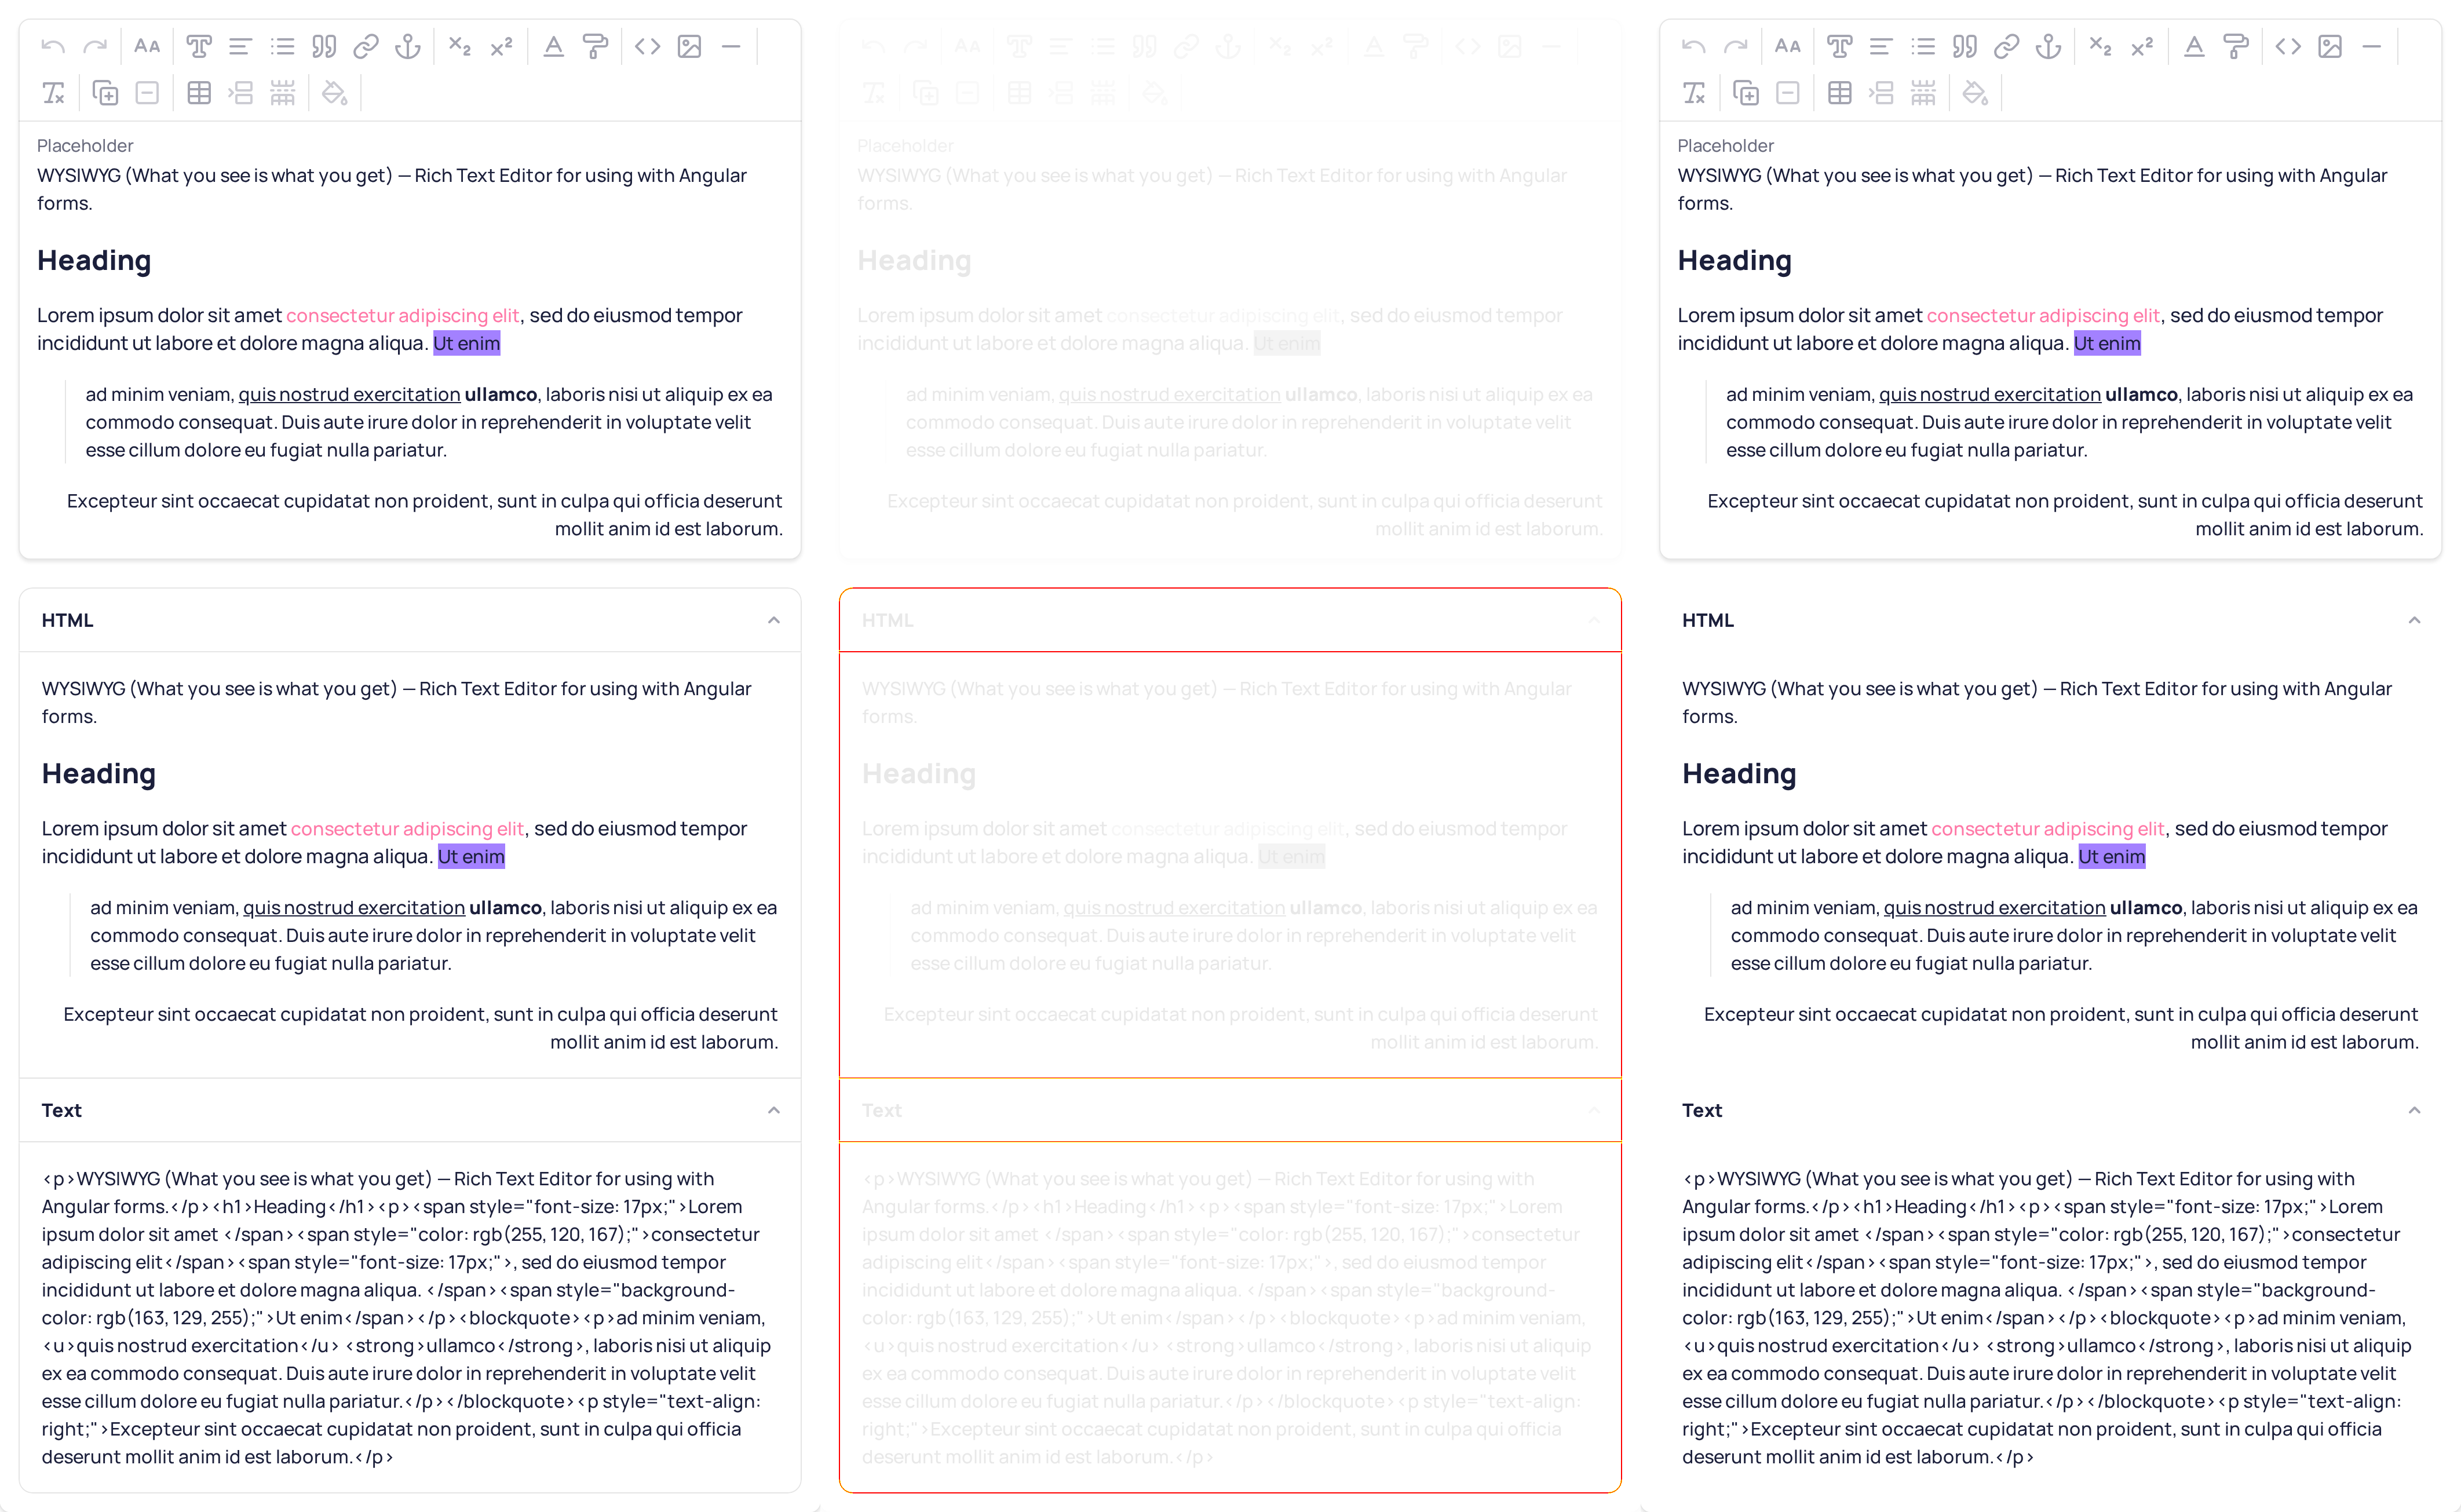 Placeholder
WYSIWYG (What you see is what you get) — Rich Text Editor for using with Angular
forms.
Heading
Lorem ipsum dolor sit amet consectetur adipiscing elit, sed do eiusmod tempor
incididunt ut labore et dolore magna aliqua. Ut enim
ad minim veniam, quis nostrud exercitation ullamco, laboris nisi ut aliquip ex ea
commodo consequat. Duis aute irure dolor in reprehenderit in voluptate velit
esse cillum dolore eu fugiat nulla pariatur.
Excepteur sint occaecat cupidatat non proident, sunt in culpa qui officia deserunt
mollit anim id est laborum.
HTML
WYSIWYG (What you see is what you get) — Rich Text Editor for using with Angular
forms.
Heading
Lorem ipsum dolor sit amet consectetur adipiscing elit, sed do eiusmod tempor
incididunt ut labore et dolore magna aliqua. Ut enim
ad minim veniam, quis nostrud exercitation ullamco, laboris nisi ut aliquip ex ea
commodo consequat. Duis aute irure dolor in reprehenderit in voluptate velit
esse cillum dolore eu fugiat nulla pariatur.
Excepteur sint occaecat cupidatat non proident, sunt in culpa qui officia deserunt
mollit anim id est laborum.
Text
<p>WYSIWYG (What you see is what you get) — Rich Text Editor for using with
Angular forms.</p><h1>Heading</h1><p><span style="font-size: 17px;">Lorem
ipsum dolor sit amet </span><span style="color: rgb(255, 120, 167);">consectetur
adipiscing elit</span><span style="font-size: 17px;">, sed do eiusmod tempor
incididunt ut labore et dolore magna aliqua. </span><span style="background-
color: rgb(163, 129, 255);">Ut enim</span></p><blockquote><p>ad minim veniam,
<u>quis nostrud exercitation</u> <strong>ullamco</strong>, laboris nisi ut aliquip
ex ea commodo consequat. Duis aute irure dolor in reprehenderit in voluptate velit
esse cillum dolore eu fugiat nulla pariatur.</p></blockquote><p style="text-align:
right;">Excepteur sint occaecat cupidatat non proident, sunt in culpa qui officia
deserunt mollit anim id est laborum.</p>
Placeholder
WYSIWYG (What you see is what you get) — Rich Text Editor for using with Angular
forms.
Heading
Lorem ipsum dolor sit amet consectetur adipiscing elit, sed do eiusmod tempor
incididunt ut labore et dolore magna aliqua. Ut enim
ad minim veniam, quis nostrud exercitation ullamco, laboris nisi ut aliquip ex ea
commodo consequat. Duis aute irure dolor in reprehenderit in voluptate velit
esse cillum dolore eu fugiat nulla pariatur.
Excepteur sint occaecat cupidatat non proident, sunt in culpa qui officia deserunt
mollit anim id est laborum.
HTML
WYSIWYG (What you see is what you get) — Rich Text Editor for using with Angular
forms.
Heading
Lorem ipsum dolor sit amet consectetur adipiscing elit, sed do eiusmod tempor
incididunt ut labore et dolore magna aliqua. Ut enim
ad minim veniam, quis nostrud exercitation ullamco, laboris nisi ut aliquip ex ea
commodo consequat. Duis aute irure dolor in reprehenderit in voluptate velit
esse cillum dolore eu fugiat nulla pariatur.
Excepteur sint occaecat cupidatat non proident, sunt in culpa qui officia deserunt
mollit anim id est laborum.
Text
<p>WYSIWYG (What you see is what you get) — Rich Text Editor for using with
Angular forms.</p><h1>Heading</h1><p><span style="font-size: 17px;">Lorem
ipsum dolor sit amet </span><span style="color: rgb(255, 120, 167);">consectetur
adipiscing elit</span><span style="font-size: 17px;">, sed do eiusmod tempor
incididunt ut labore et dolore magna aliqua. </span><span style="background-
color: rgb(163, 129, 255);">Ut enim</span></p><blockquote><p>ad minim veniam,
<u>quis nostrud exercitation</u> <strong>ullamco</strong>, laboris nisi ut aliquip
ex ea commodo consequat. Duis aute irure dolor in reprehenderit in voluptate velit
esse cillum dolore eu fugiat nulla pariatur.</p></blockquote><p style="text-align:
right;">Excepteur sint occaecat cupidatat non proident, sunt in culpa qui officia
deserunt mollit anim id est laborum.</p>
Placeholder
WYSIWYG (What you see is what you get) — Rich Text Editor for using with Angular
forms.
Heading
Lorem ipsum dolor sit amet consectetur adipiscing elit, sed do eiusmod tempor
incididunt ut labore et dolore magna aliqua. Ut enim
ad minim veniam, quis nostrud exercitation ullamco, laboris nisi ut aliquip ex ea
commodo consequat. Duis aute irure dolor in reprehenderit in voluptate velit
esse cillum dolore eu fugiat nulla pariatur.
Excepteur sint occaecat cupidatat non proident, sunt in culpa qui officia deserunt
mollit anim id est laborum.
HTML
WYSIWYG (What you see is what you get) — Rich Text Editor for using with Angular
forms.
Heading
Lorem ipsum dolor sit amet consectetur adipiscing elit, sed do eiusmod tempor
incididunt ut labore et dolore magna aliqua. Ut enim
ad minim veniam, quis nostrud exercitation ullamco, laboris nisi ut aliquip ex ea
commodo consequat. Duis aute irure dolor in reprehenderit in voluptate velit
esse cillum dolore eu fugiat nulla pariatur.
Excepteur sint occaecat cupidatat non proident, sunt in culpa qui officia deserunt
mollit anim id est laborum.
Text
<p>WYSIWYG (What you see is what you get) — Rich Text Editor for using with
Angular forms.</p><h1>Heading</h1><p><span style="font-size: 17px;">Lorem
ipsum dolor sit amet </span><span style="color: rgb(255, 120, 167);">consectetur
adipiscing elit</span><span style="font-size: 17px;">, sed do eiusmod tempor
incididunt ut labore et dolore magna aliqua. </span><span style="background-
color: rgb(163, 129, 255);">Ut enim</span></p><blockquote><p>ad minim veniam,
<u>quis nostrud exercitation</u> <strong>ullamco</strong>, laboris nisi ut aliquip
ex ea commodo consequat. Duis aute irure dolor in reprehenderit in voluptate velit
esse cillum dolore eu fugiat nulla pariatur.</p></blockquote><p style="text-align:
right;">Excepteur sint occaecat cupidatat non proident, sunt in culpa qui officia
deserunt mollit anim id est laborum.</p>